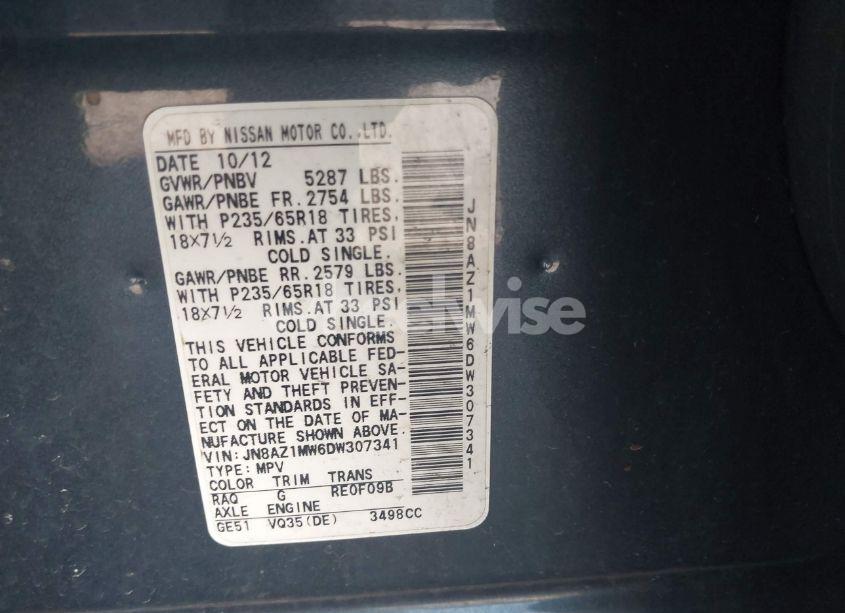 MFD BY NISSAN MOTOR CO.,LTD.
DATE 10/12
GVWR/PNBV 5287 LBS.
GAWR/PNBE FR. 2754 LBS.
WITH P235/65R18 TIRES,
18X7½ RIMS. AT 33 PSI
COLD SINGLE.
GAWR/PNBE RR. 2579 LBS.
WITH P235/65R18 TIRES,
18X7½ RIMS. AT 33 PSI
COLD SINGLE.
THIS VEHICLE CONFORMS
TO ALL APPLICABLE FED-
ERAL MOTOR VEHICLE SA-
FETY AND THEFT PREVEN-
TION STANDARDS IN EFF-
ECT ON THE DATE OF MA-
NUFACTURE SHOWN ABOVE.
VIN: JN8AZ1MW6DW307341
TYPE: MPV
COLOR TRIM TRANS
RAQ G RE0F09B
AXLE ENGINE
GE51 VQ35(DE) 3498CC
JN8AZ1MW6DW307341